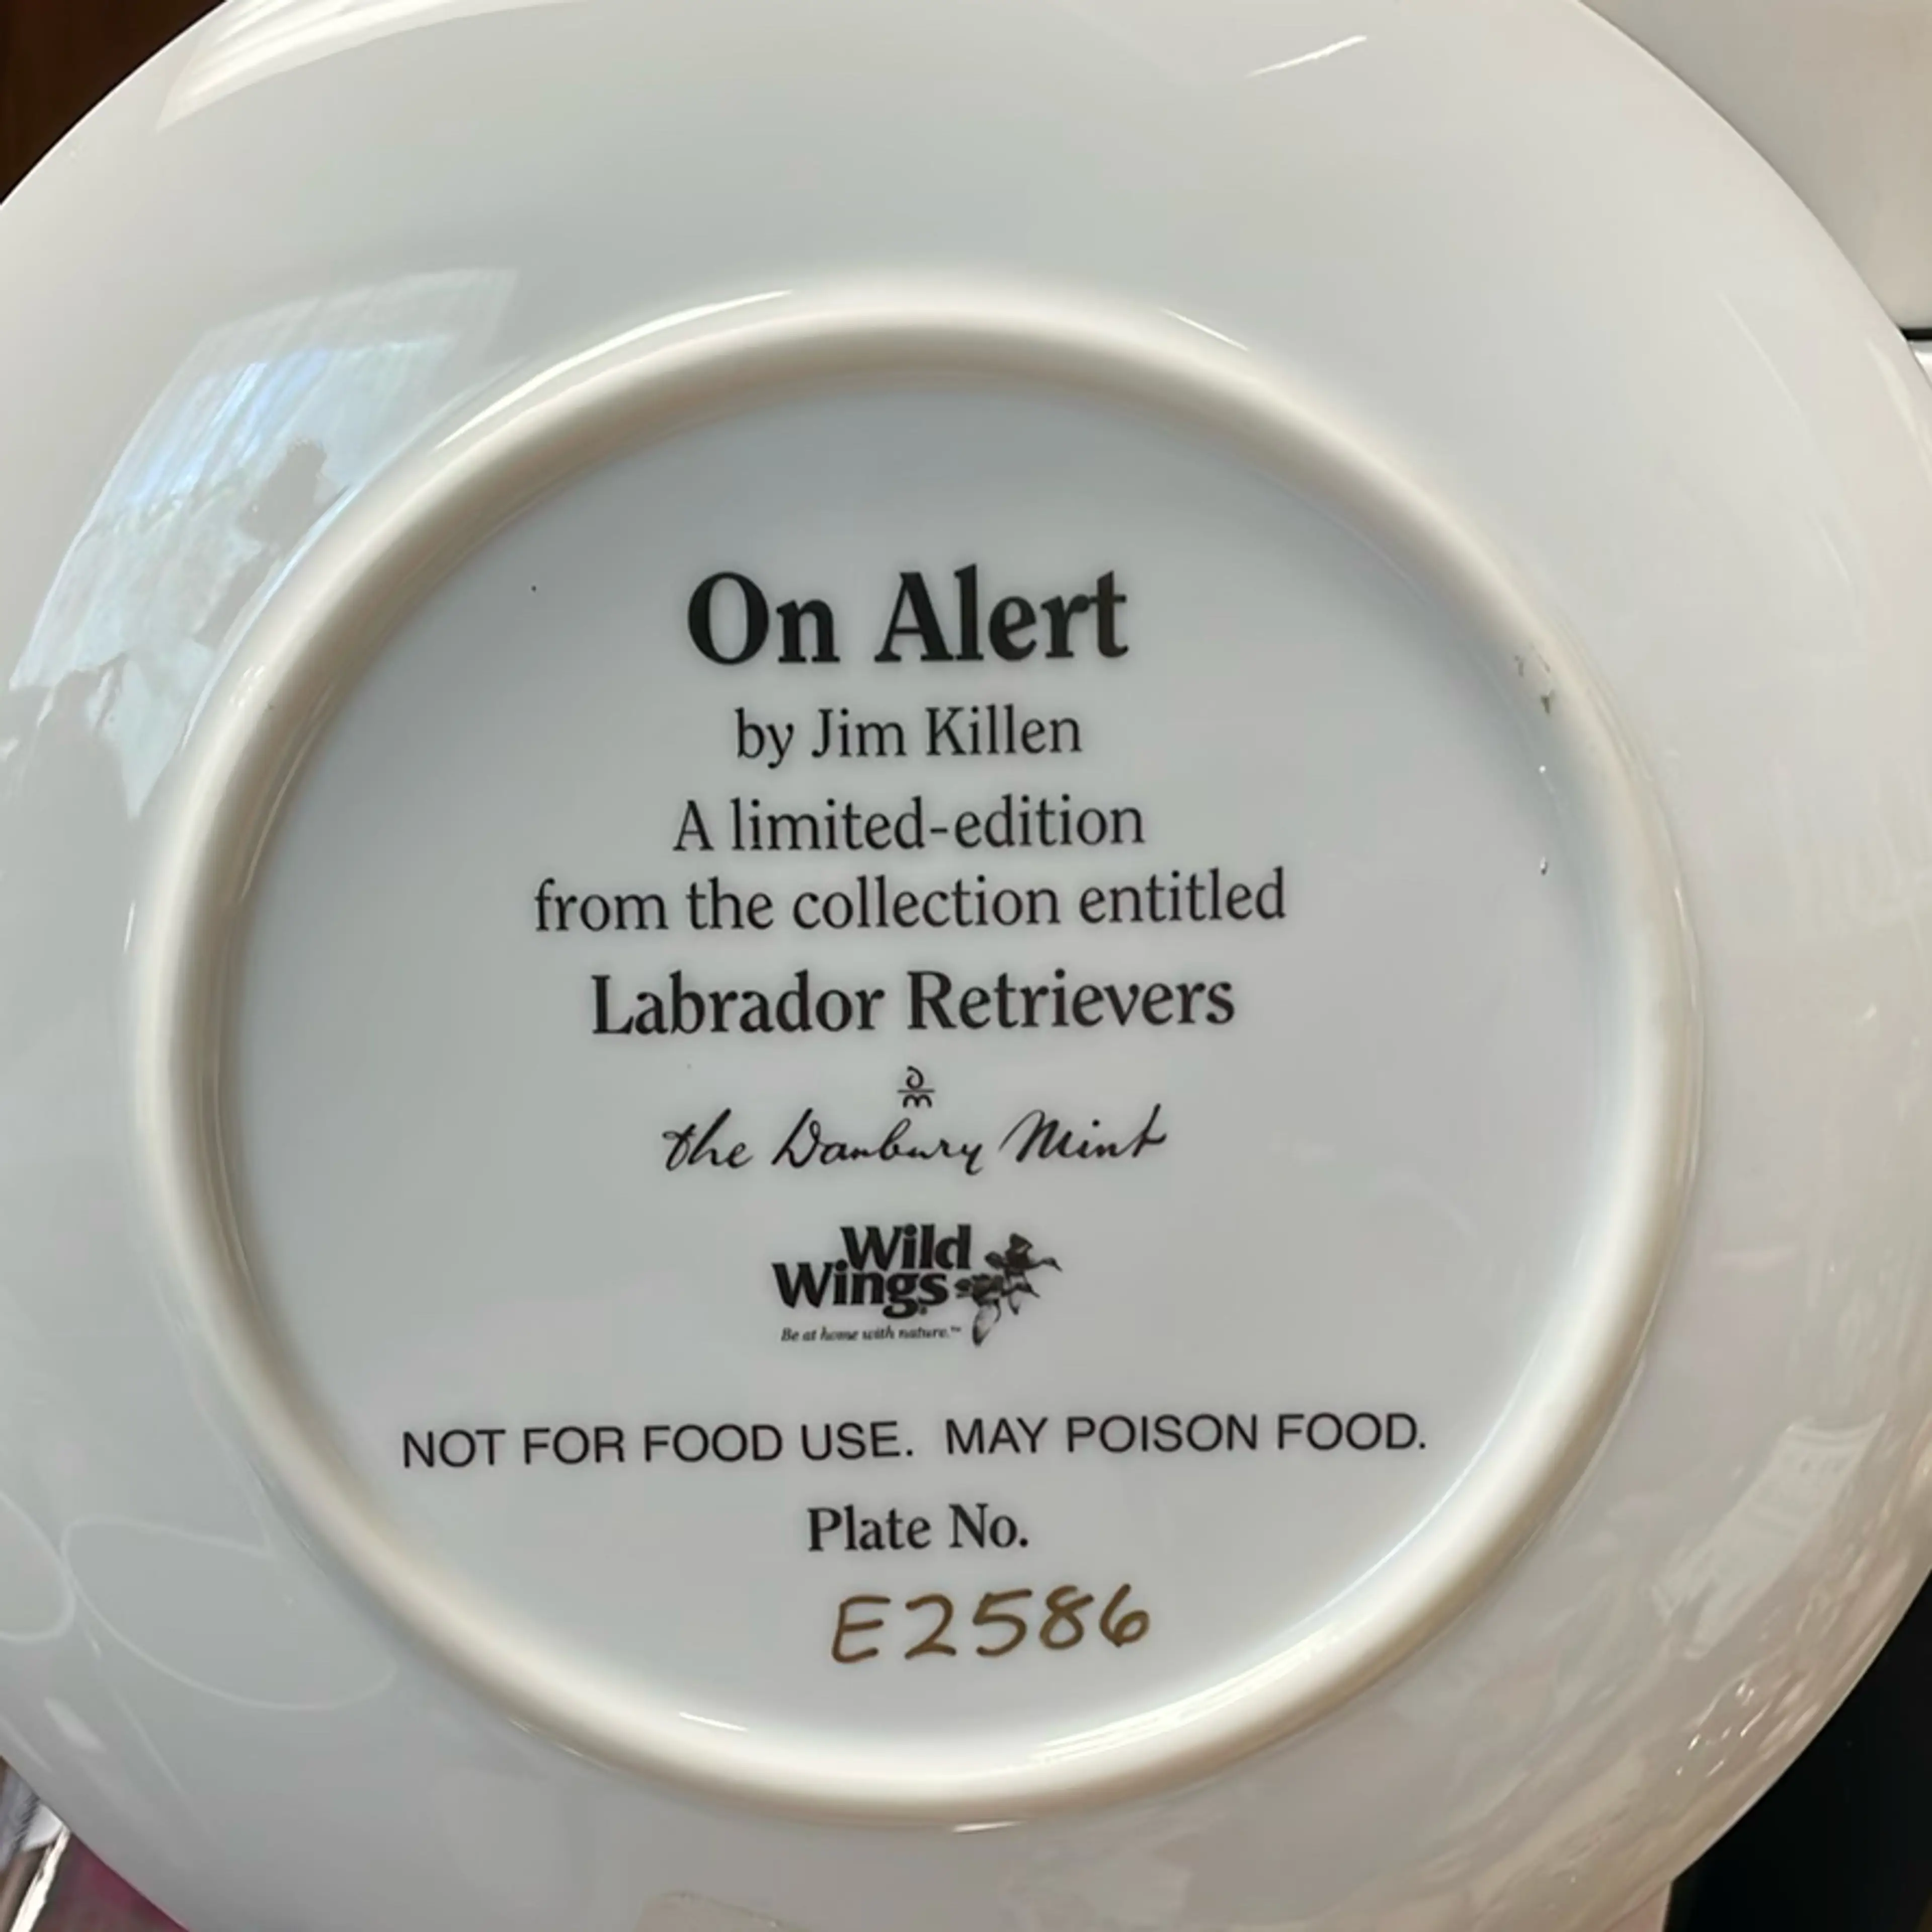 On Alert
by Jim Killen
A limited-edition
from the collection entitled
Labrador Retrievers
the Danbury Mint
Wild
Wings®
Be at home with nature.™
NOT FOR FOOD USE. MAY POISON FOOD.
Plate No.
E2586